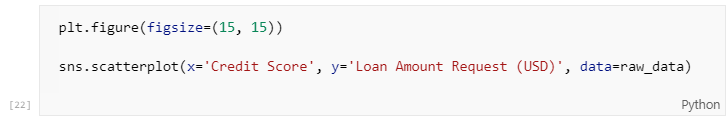 plt.figure(figsize=(15, 15))
sns.scatterplot(x='Credit Score', y='Loan Amount Request (USD)', data=raw_data)
[22]
Python